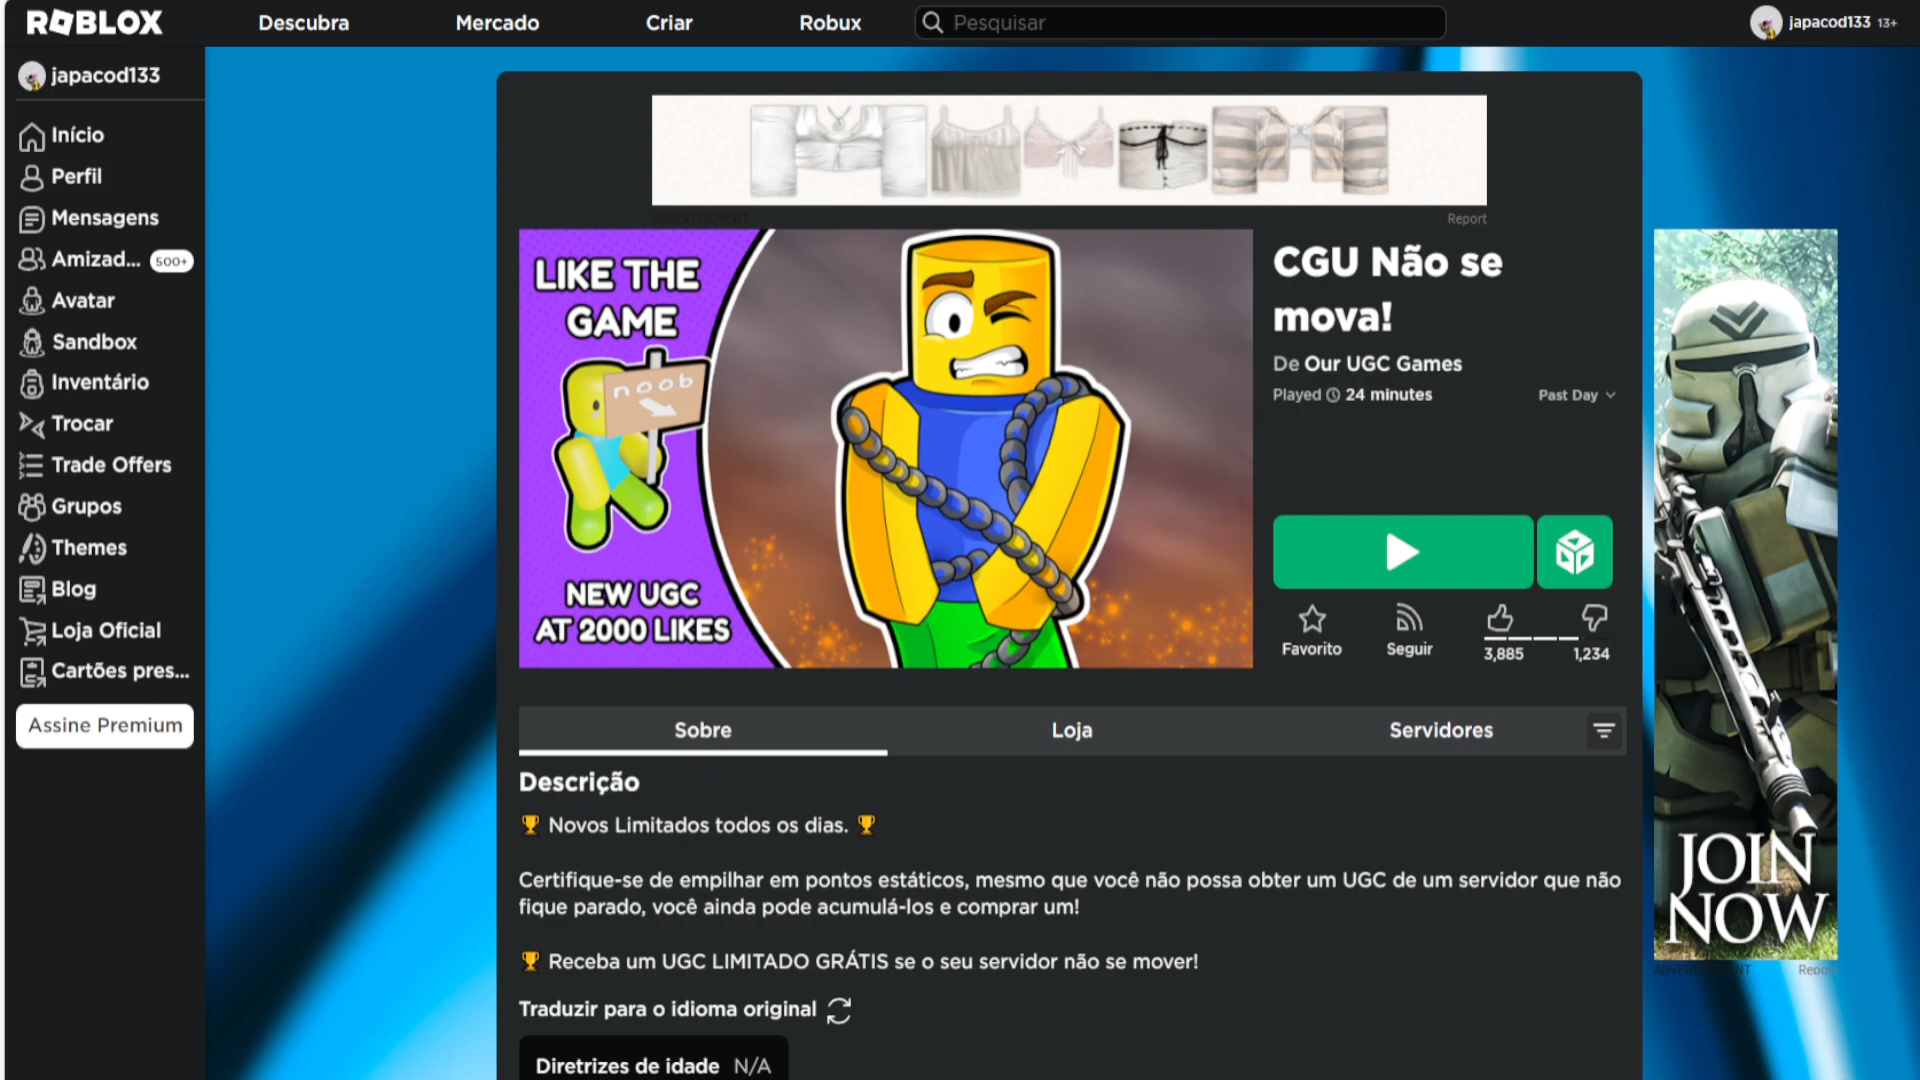 ROBLOX
Descubra
Mercado
Criar
Robux
Pesquisar
japacod133 13+
japacod133
Início
Perfil
Mensagens
Amizad... 500+
Avatar
Sandbox
Inventário
Trocar
Trade Offers
Grupos
Themes
Blog
Loja Oficial
Cartões pres...
Assine Premium
ADVERTISEMENT
Report
LIKE THE
GAME
noob
NEW UGC
AT 2000 LIKES
CGU Não se
mova!
De Our UGC Games
Played 24 minutes
Past Day
Favorito
Seguir
3,885
1,234
Sobre
Loja
Servidores
Descrição
🏆 Novos Limitados todos os dias. 🏆
Certifique-se de empilhar em pontos estáticos, mesmo que você não possa obter um UGC de um servidor que não
fique parado, você ainda pode acumulá-los e comprar um!
🏆 Receba um UGC LIMITADO GRÁTIS se o seu servidor não se mover!
Traduzir para o idioma original
Diretrizes de idade N/A
JOIN
NOW
ADVERTISEMENT
Report